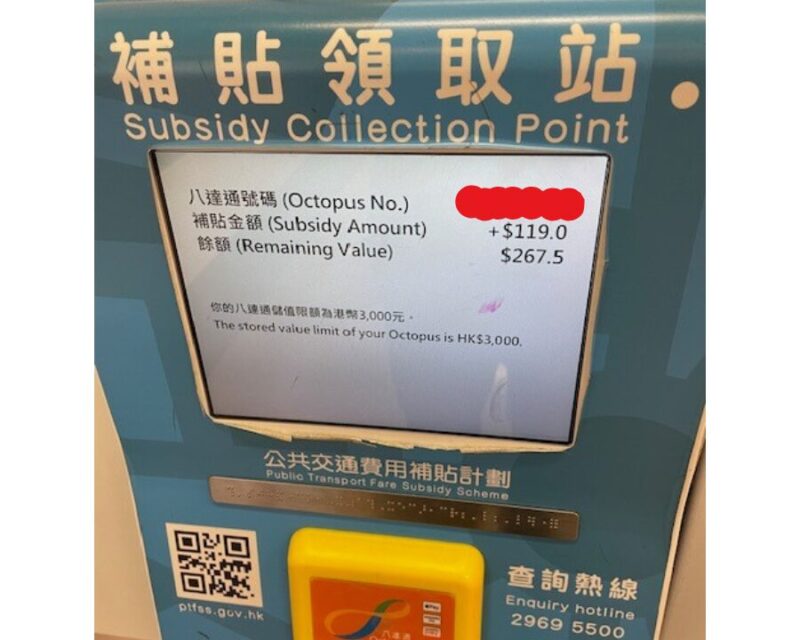 補貼領取站
Subsidy Collection Point
八達通號碼 (Octopus No.)
補貼金額 (Subsidy Amount) +$119.0
餘額 (Remaining Value) $267.5
你的八達通儲值限額為港幣3,000元。
The stored value limit of your Octopus is HK$3,000.
公共交通費用補貼計劃
Public Transport Fare Subsidy Scheme
ptfss.gov.hk
八達通
查詢熱線
Enquiry hotline
2969 5500